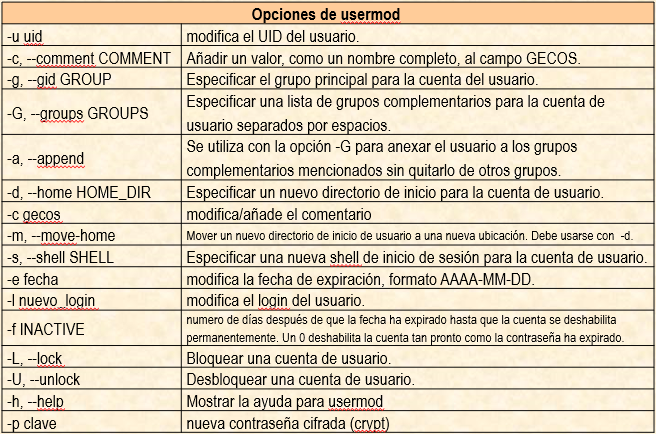 Opciones de usermod
-u uid modifica el UID del usuario.
-c, --comment COMMENT Añadir un valor, como un nombre completo, al campo GECOS.
-g, --gid GROUP Especificar el grupo principal para la cuenta del usuario.
-G, --groups GROUPS Especificar una lista de grupos complementarios para la cuenta de
usuario separados por espacios.
-a, --append Se utiliza con la opción -G para anexar el usuario a los grupos
complementarios mencionados sin quitarlo de otros grupos.
-d, --home HOME_DIR Especificar un nuevo directorio de inicio para la cuenta de usuario.
-c gecos modifica/añade el comentario
-m, --move-home Mover un nuevo directorio de inicio de usuario a una nueva ubicación. Debe usarse con -d.
-s, --shell SHELL Especificar una nueva shell de inicio de sesión para la cuenta de usuario.
-e fecha modifica la fecha de expiración, formato AAAA-MM-DD.
-l nuevo_login modifica el login del usuario.
-f INACTIVE numero de días después de que la fecha ha expirado hasta que la cuenta se deshabilita
permanentemente. Un 0 deshabilita la cuenta tan pronto como la contraseña ha expirado.
-L, --lock Bloquear una cuenta de usuario.
-U, --unlock Desbloquear una cuenta de usuario.
-h, --help Mostrar la ayuda para usermod
-p clave nueva contraseña cifrada (crypt)